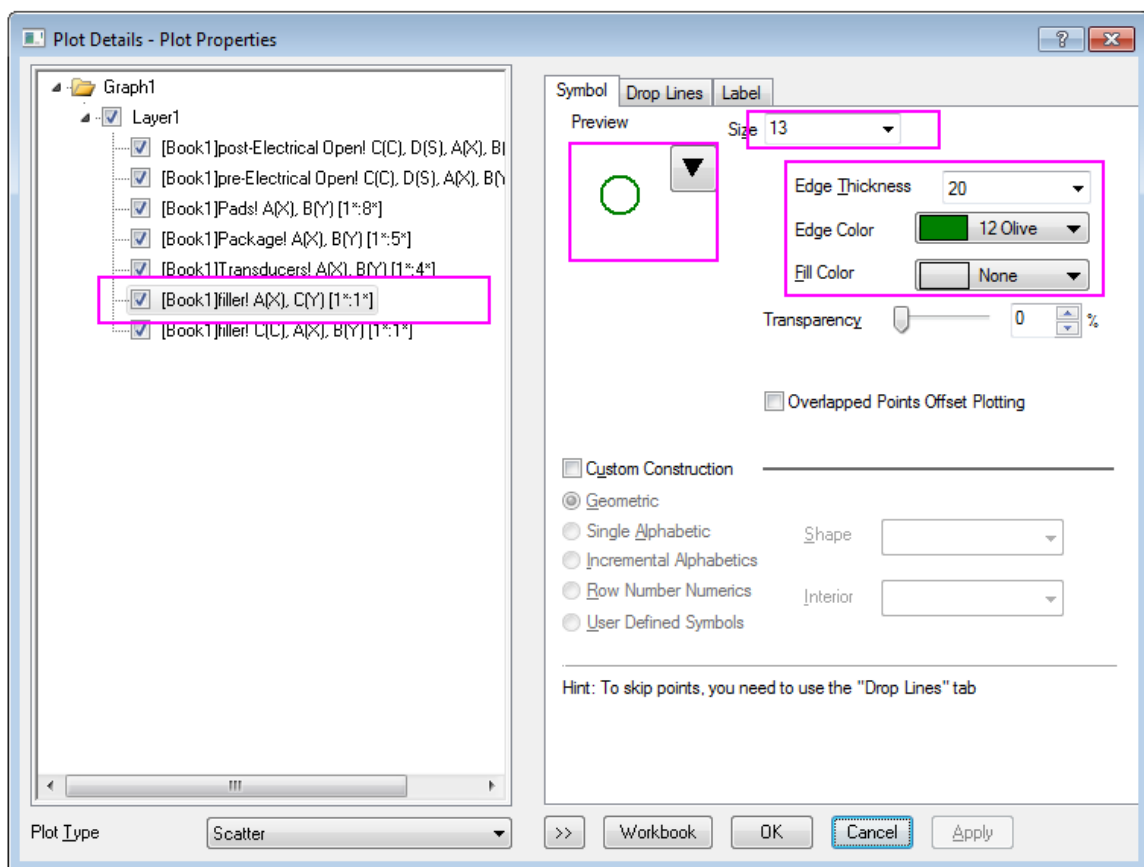 Plot Details - Plot Properties
Graph1
Layer1
[Book1]post-Electrical Open! C(C), D(S), A(X), B(
[Book1]pre-Electrical Open! C(C), D(S), A(X), B(Y
[Book1]Pads! A(X), B(Y) [1*:8*]
[Book1]Package! A(X), B(Y) [1*:5*]
[Book1]Transducers! A(X), B(Y) [1*:4*]
[Book1]filler! A(X), C(Y) [1*:1*]
[Book1]filler! C(C), A(X), B(Y) [1*:1*]
Plot Type
Scatter
Symbol
Drop Lines
Label
Preview
Size 13
Edge Thickness 20
Edge Color 12 Olive
Fill Color None
Transparency 0 %
Overlapped Points Offset Plotting
Custom Construction
Geometric
Single Alphabetic
Incremental Alphabetics
Row Number Numerics
User Defined Symbols
Shape
Interior
Hint: To skip points, you need to use the "Drop Lines" tab
>>
Workbook
OK
Cancel
Apply